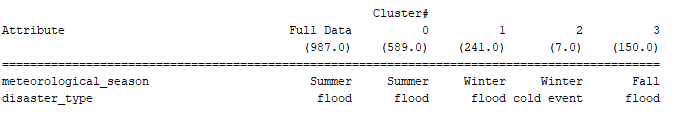 Cluster#
Attribute Full Data 0 1 2 3
(987.0) (589.0) (241.0) (7.0) (150.0)
================================================================================================
meteorological_season Summer Summer Winter Winter Fall
disaster_type flood flood flood cold event flood